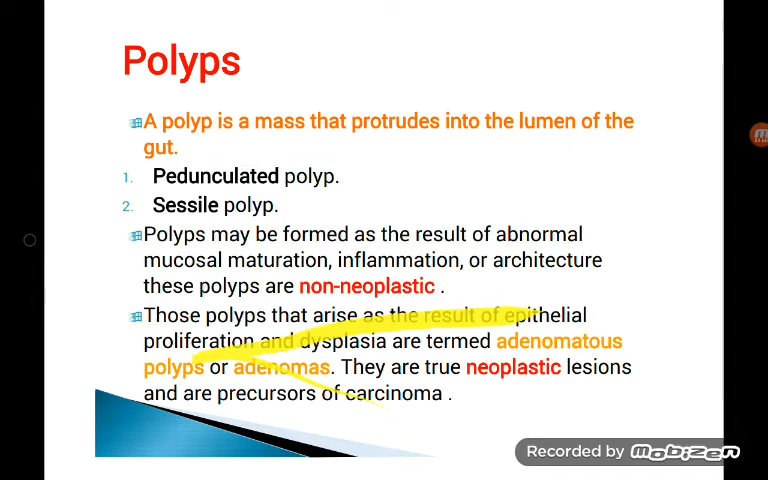 Polyps
A polyp is a mass that protrudes into the lumen of the
gut.
1. Pedunculated polyp.
2. Sessile polyp.
Polyps may be formed as the result of abnormal
mucosal maturation, inflammation, or architecture
these polyps are non-neoplastic .
Those polyps that arise as the result of epithelial
proliferation and dysplasia are termed adenomatous
polyps or adenomas. They are true neoplastic lesions
and are precursors of carcinoma .
Recorded by mobizen